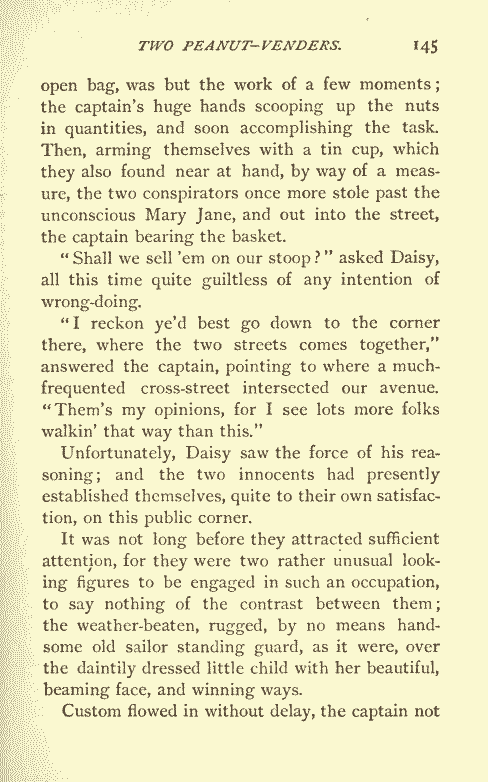 TWO PEANUT-VENDERS. 145
open bag, was but the work of a few moments;
the captain's huge hands scooping up the nuts
in quantities, and soon accomplishing the task.
Then, arming themselves with a tin cup, which
they also found near at hand, by way of a meas-
ure, the two conspirators once more stole past the
unconscious Mary Jane, and out into the street,
the captain bearing the basket.
"Shall we sell 'em on our stoop?" asked Daisy,
all this time quite guiltless of any intention of
wrong-doing.
"I reckon ye'd best go down to the corner
there, where the two streets comes together,"
answered the captain, pointing to where a much-
frequented cross-street intersected our avenue.
"Them's my opinions, for I see lots more folks
walkin' that way than this."
Unfortunately, Daisy saw the force of his rea-
soning; and the two innocents had presently
established themselves, quite to their own satisfac-
tion, on this public corner.
It was not long before they attracted sufficient
attention, for they were two rather unusual look-
ing figures to be engaged in such an occupation,
to say nothing of the contrast between them;
the weather-beaten, rugged, by no means hand-
some old sailor standing guard, as it were, over
the daintily dressed little child with her beautiful,
beaming face, and winning ways.
Custom flowed in without delay, the captain not